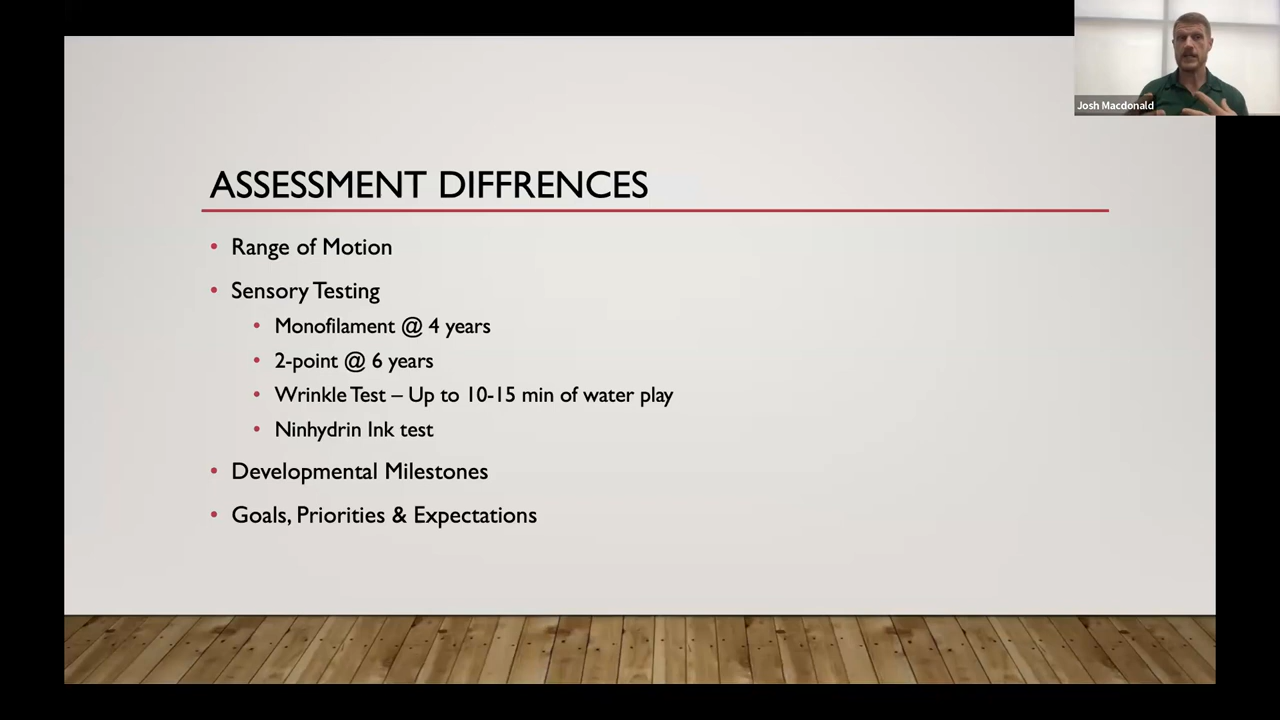 Josh Macdonald
ASSESSMENT DIFFRENCES
• Range of Motion
• Sensory Testing
• Monofilament @ 4 years
• 2-point @ 6 years
• Wrinkle Test – Up to 10-15 min of water play
• Ninhydrin Ink test
• Developmental Milestones
• Goals, Priorities & Expectations